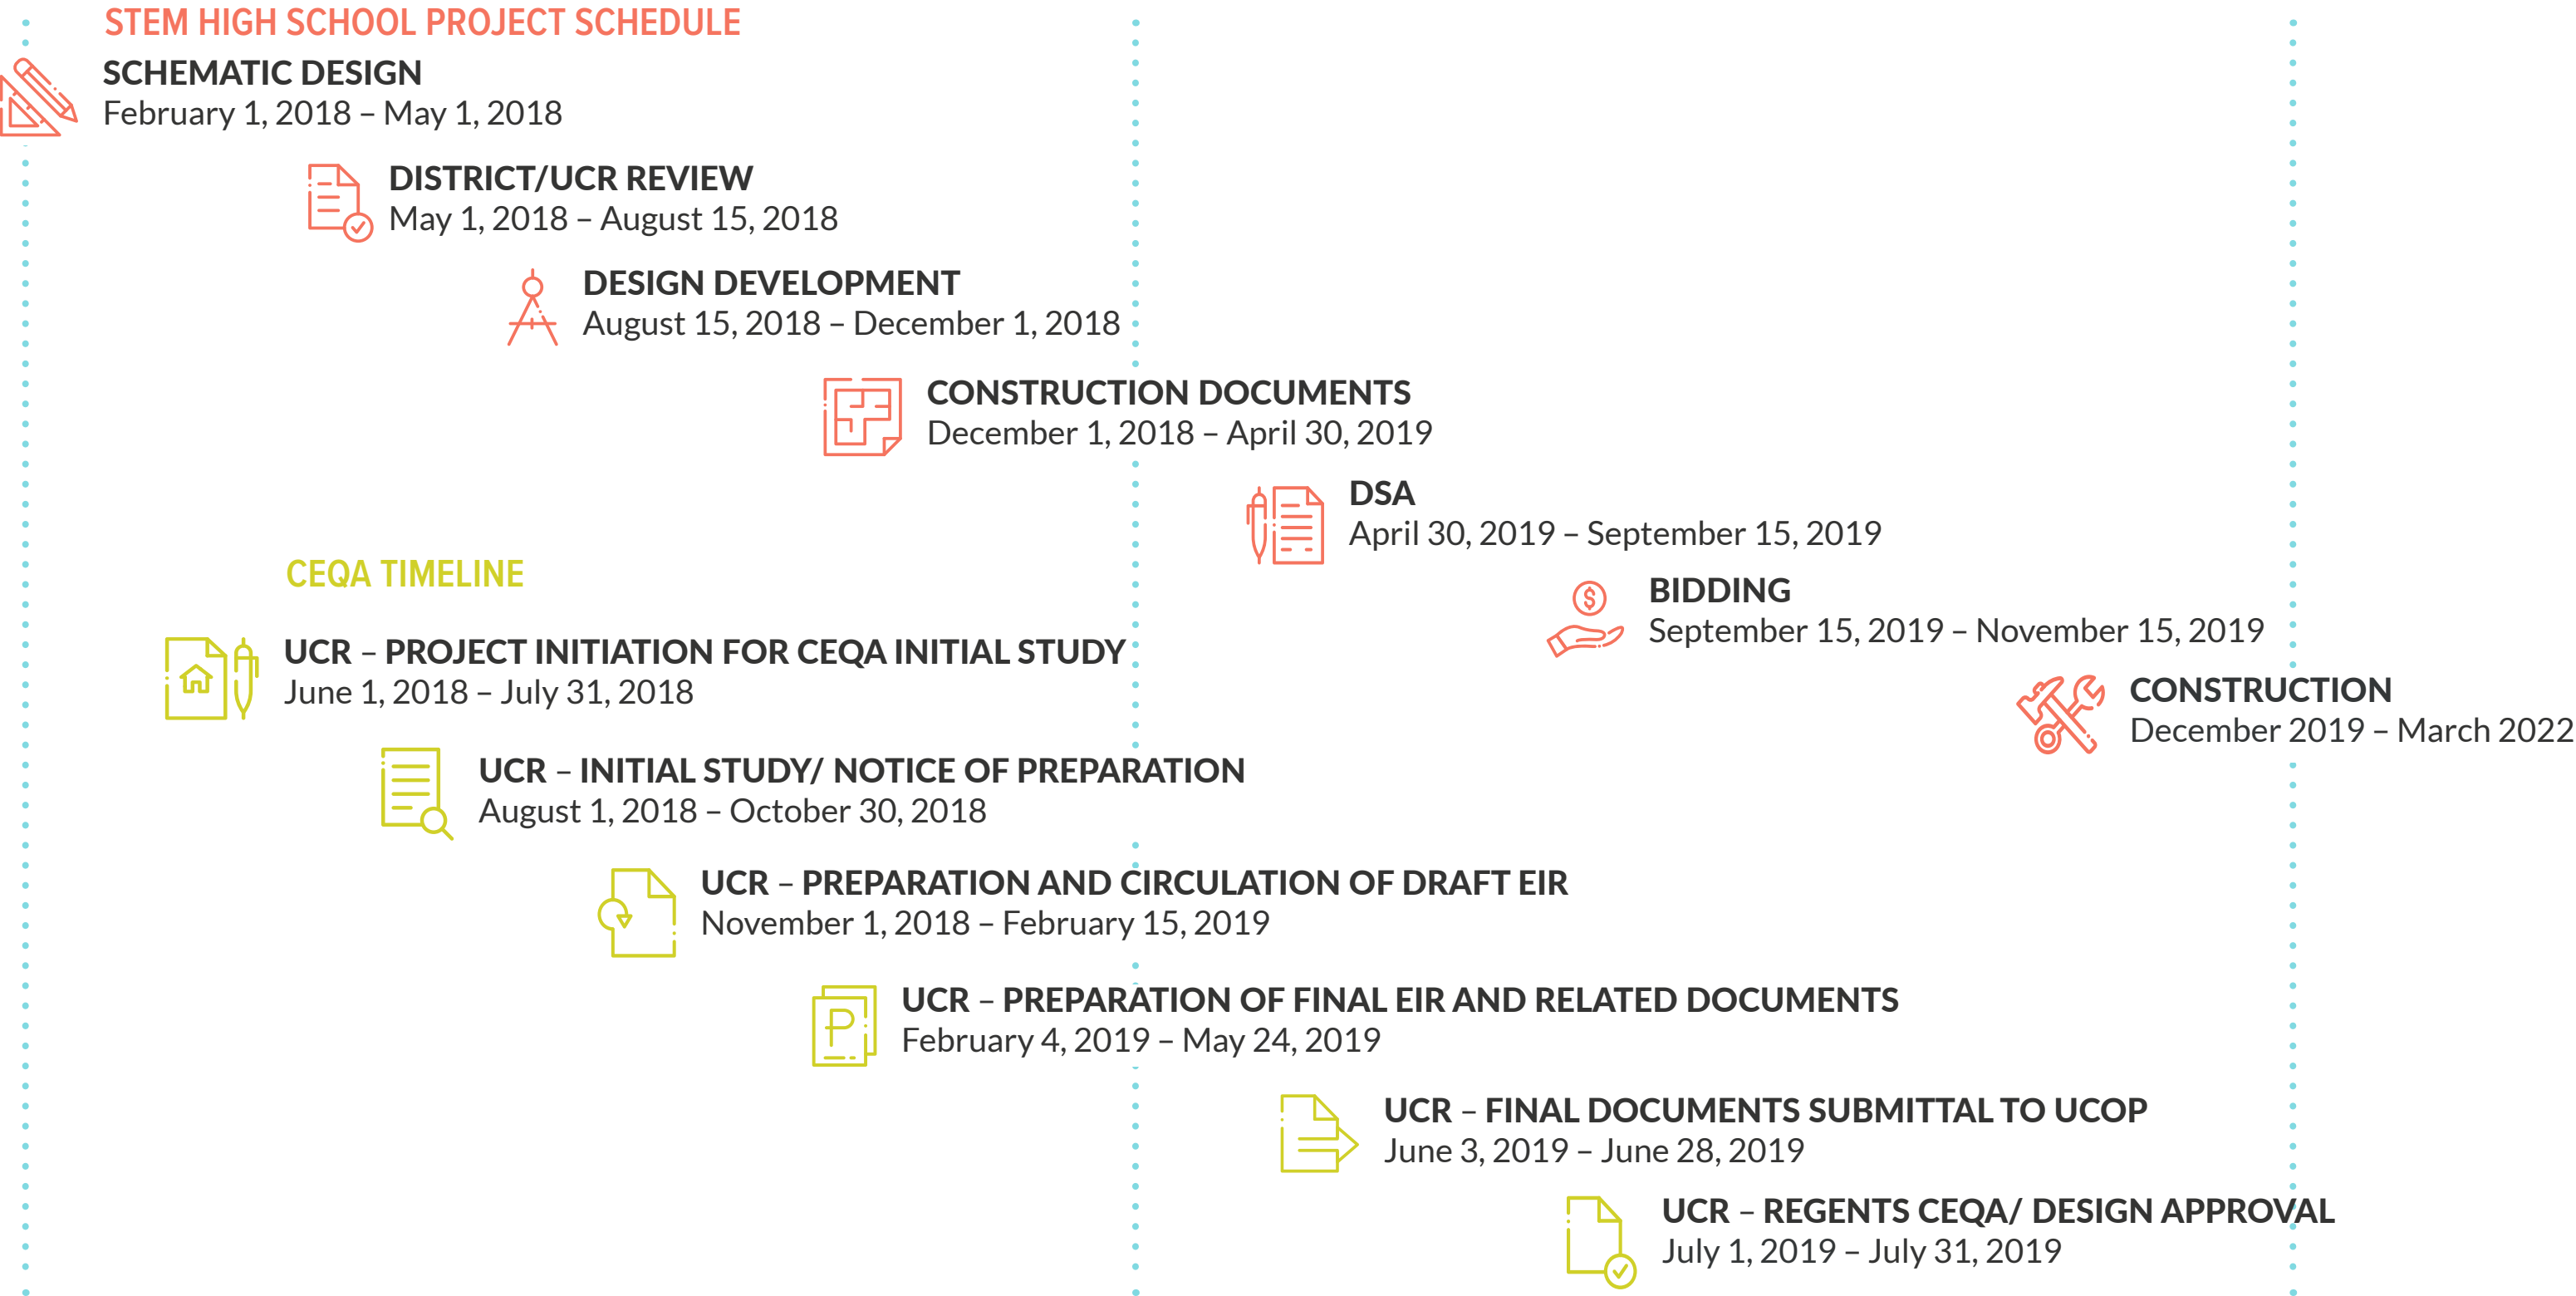 STEM HIGH SCHOOL PROJECT SCHEDULE
SCHEMATIC DESIGN
February 1, 2018 – May 1, 2018
DISTRICT/UCR REVIEW
May 1, 2018 – August 15, 2018
DESIGN DEVELOPMENT
August 15, 2018 – December 1, 2018
CONSTRUCTION DOCUMENTS
December 1, 2018 – April 30, 2019
DSA
April 30, 2019 – September 15, 2019
BIDDING
$
September 15, 2019 – November 15, 2019
CONSTRUCTION
December 2019 – March 2022
CEQA TIMELINE
UCR – PROJECT INITIATION FOR CEQA INITIAL STUDY
June 1, 2018 – July 31, 2018
UCR – INITIAL STUDY/ NOTICE OF PREPARATION
August 1, 2018 – October 30, 2018
UCR – PREPARATION AND CIRCULATION OF DRAFT EIR
November 1, 2018 – February 15, 2019
UCR – PREPARATION OF FINAL EIR AND RELATED DOCUMENTS
P
February 4, 2019 – May 24, 2019
UCR – FINAL DOCUMENTS SUBMITTAL TO UCOP
June 3, 2019 – June 28, 2019
UCR – REGENTS CEQA/ DESIGN APPROVAL
July 1, 2019 – July 31, 2019